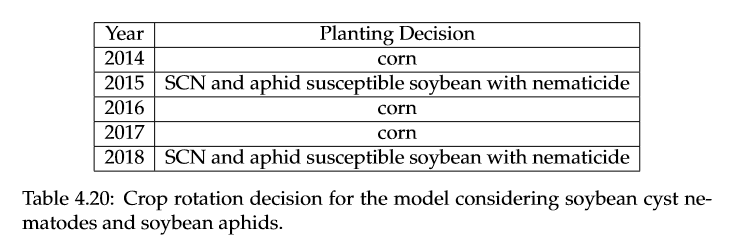 Year Planting Decision
2014 corn
2015 SCN and aphid susceptible soybean with nematicide
2016 corn
2017 corn
2018 SCN and aphid susceptible soybean with nematicide
Table 4.20: Crop rotation decision for the model considering soybean cyst ne-
matodes and soybean aphids.